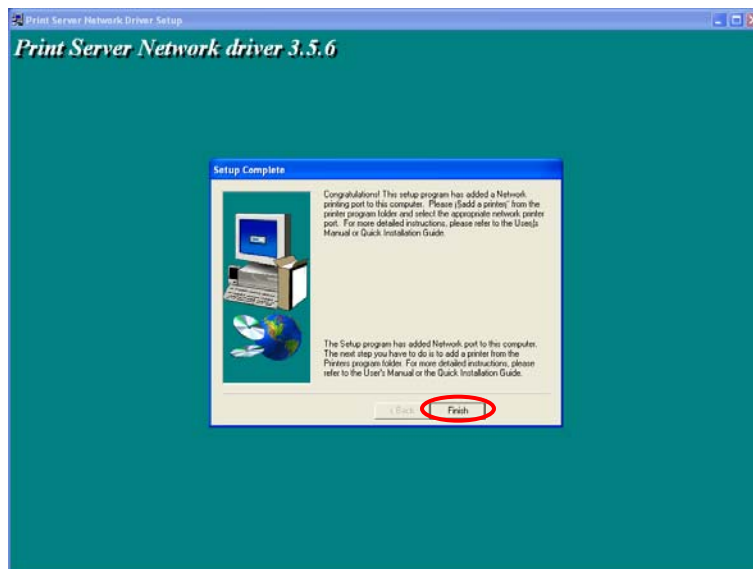 Print Server Network Driver Setup
Print Server Network driver 3.5.6
Setup Complete
Congratulations! This setup program has added a Network
printing port to this computer. Please ¡§add a printer¡¨ from the
printer program folder and select the appropriate network printer
port. For more detailed instructions, please refer to the User¡¦s
Manual or Quick Installation Guide.
The Setup program has added Network port to this computer.
The next step you have to do is to add a printer from the
Printers program folder. For more detailed instructions, please
refer to the User's Manual or the Quick Installation Guide.
< Back
Finish